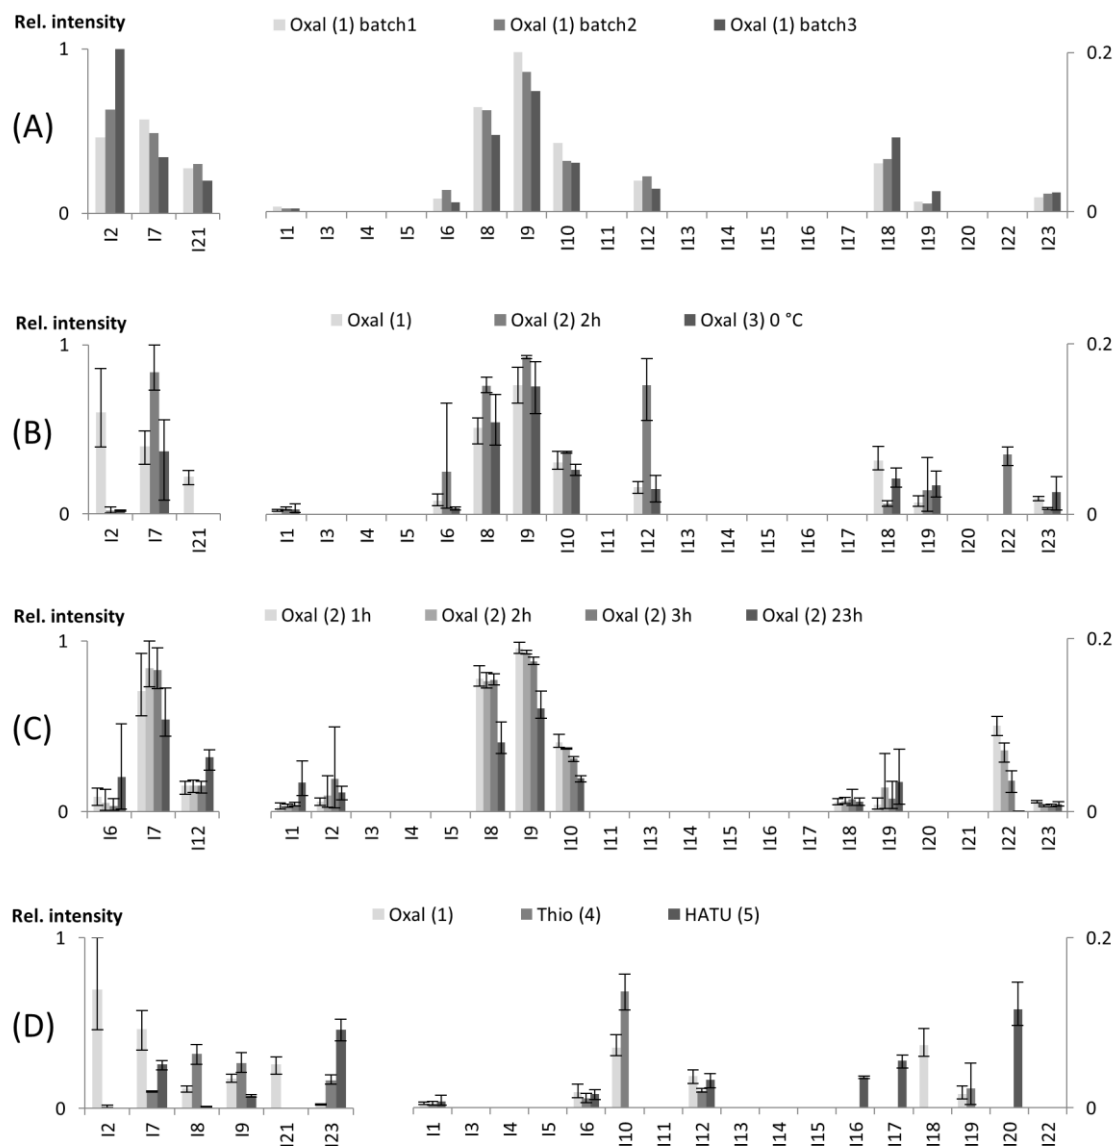 Rel. intensity
Oxal (1) batch1 Oxal (1) batch2 Oxal (1) batch3
1 0.2
(A)
0 0
I2 I7 I21 I1 I3 I4 I5 I6 I8 I9 I10 I11 I12 I13 I14 I15 I16 I17 I18 I19 I20 I22 I23
Rel. intensity
Oxal (1) Oxal (2) 2h Oxal (3) 0 °C
1 0.2
(B)
0 0
I2 I7 I21 I1 I3 I4 I5 I6 I8 I9 I10 I11 I12 I13 I14 I15 I16 I17 I18 I19 I20 I22 I23
Rel. intensity
Oxal (2) 1h Oxal (2) 2h Oxal (2) 3h Oxal (2) 23h
1 0.2
(C)
0 0
I6 I7 I12 I1 I2 I3 I4 I5 I8 I9 I10 I11 I13 I14 I15 I16 I17 I18 I19 I20 I21 I22 I23
Rel. intensity
Oxal (1) Thio (4) HATU (5)
1 0.2
(D)
0 0
I2 I7 I8 I9 I21 I23 I1 I3 I4 I5 I6 I10 I11 I12 I13 I14 I15 I16 I17 I18 I19 I20 I22